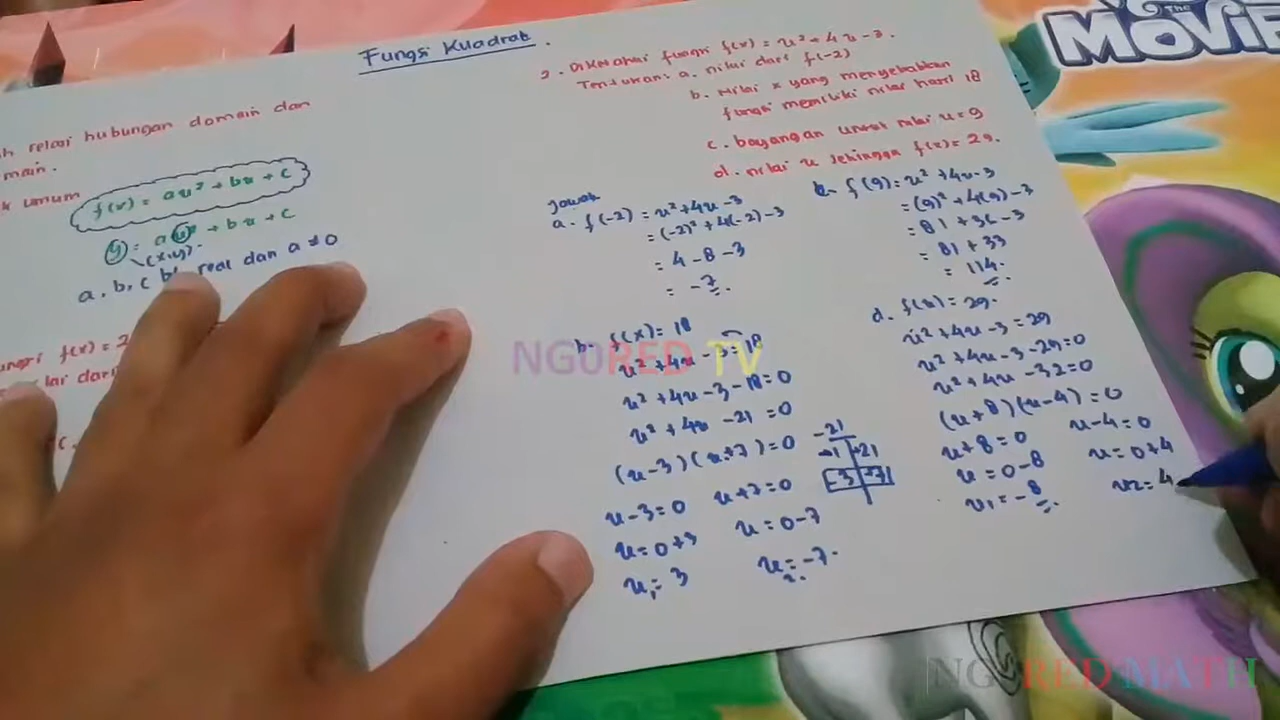 Fungsi Kuadrat.
relasi hubungan domain dan
main.
umum
f(x) = ax² + bx + c
y = ax² + bx + c
(x,y).
a, b, c real dan a ≠ 0
f(x) = 2
dari
c.
2. Diketahui fungsi f(x) = x² + 4x - 3.
Tentukan: a. nilai dari f(-2)
b. Nilai x yang menyebabkan
fungsi memiliki nilai hasil 18
c. bayangan untuk nilai x = 9
d. nilai x sehingga f(x) = 29.
Jawab
a. f(-2) = x² + 4x - 3
= (-2)² + 4(-2) - 3
= 4 - 8 - 3
= -7
b. f(x) = 18
x² + 4x - 3 = 18
x² + 4x - 3 - 18 = 0
x² + 4x - 21 = 0
(x-3)(x+7) = 0
x-3=0 x+7=0
x=0+3 x=0-7
x₁=3 x=-7.
-21
-1 +21
-3 +7
c. f(9) = x² + 4x - 3
= (9)² + 4(9) - 3
= 81 + 36 - 3
= 81 + 33
= 114.
d. f(x) = 29.
x² + 4x - 3 = 29
x² + 4x - 3 - 29 = 0
x² + 4x - 32 = 0
(x+8)(x-4) = 0
x+8=0 x-4=0
x=0-8 x=0+4
x₁=-8. x2=4
NGORED TV
THE
MOVIE
NGORED MATH